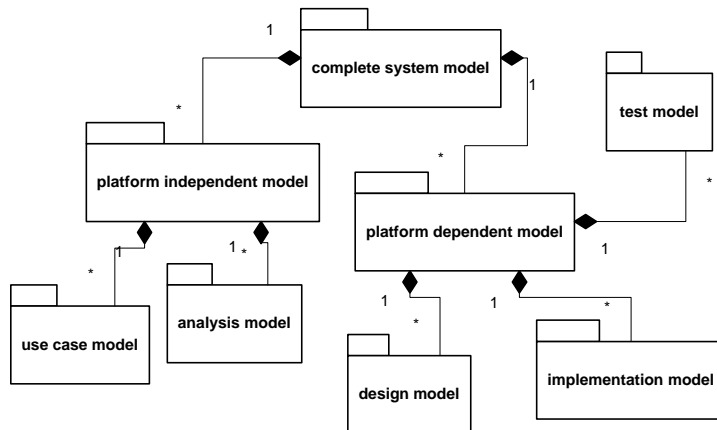 1
complete system model
1
test model
*
*
platform independent model
*
platform dependent model
1
1
1
*
*
use case model
analysis model
1
*
1
*
design model
implementation model